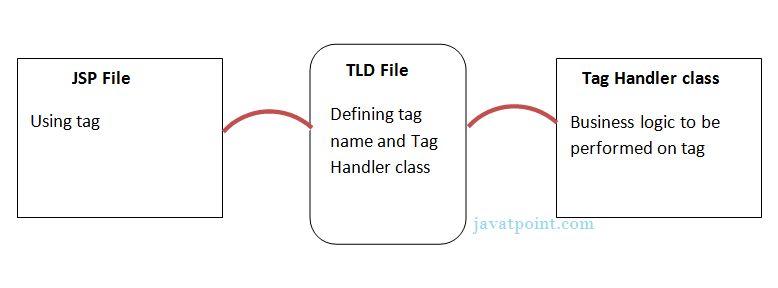 JSP File
Using tag
TLD File
Defining tag
name and Tag
Handler class
Tag Handler class
Business logic to be
performed on tag
javatpoint.com